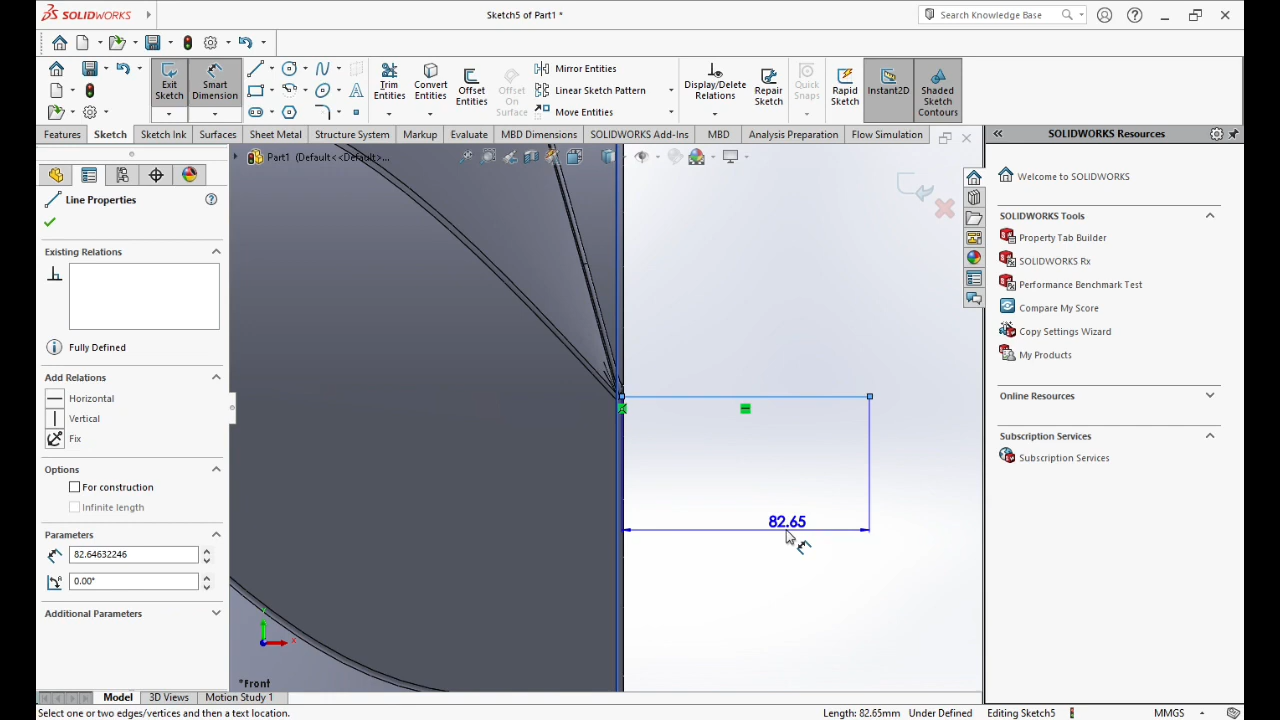 SOLIDWORKS
Sketch5 of Part1 *
Search Knowledge Base
Exit Sketch
Smart Dimension
Trim Entities
Convert Entities
Offset Entities
Offset On Surface
Mirror Entities
Linear Sketch Pattern
Move Entities
Display/Delete Relations
Repair Sketch
Quick Snaps
Rapid Sketch
Instant2D
Shaded Sketch Contours
Features
Sketch
Sketch Ink
Surfaces
Sheet Metal
Structure System
Markup
Evaluate
MBD Dimensions
SOLIDWORKS Add-Ins
MBD
Analysis Preparation
Flow Simulation
SOLIDWORKS Resources
Part1 (Default<<Default>...
Line Properties
Existing Relations
Fully Defined
Add Relations
Horizontal
Vertical
Fix
Options
For construction
Infinite length
Parameters
82.64632246
0.00°
Additional Parameters
82.65
*Front
Welcome to SOLIDWORKS
SOLIDWORKS Tools
Property Tab Builder
SOLIDWORKS Rx
Performance Benchmark Test
Compare My Score
Copy Settings Wizard
My Products
Online Resources
Subscription Services
Subscription Services
Model
3D Views
Motion Study 1
Select one or two edges/vertices and then a text location.
Length: 82.65mm
Under Defined
Editing Sketch5
MMGS